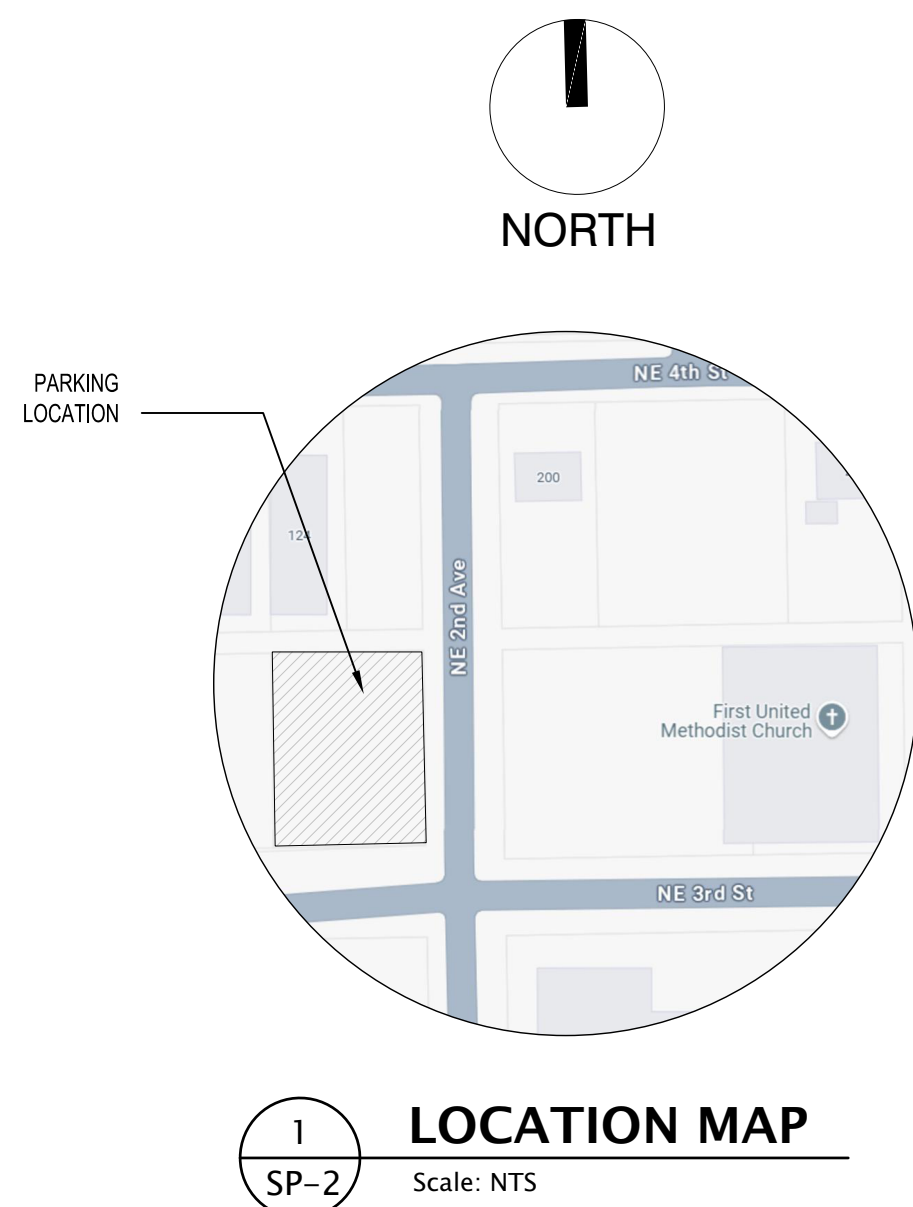 NORTH
PARKING
LOCATION
NE 4th St
200
124
NE 2nd Ave
First United
Methodist Church
NE 3rd St
1
SP-2
LOCATION MAP
Scale: NTS